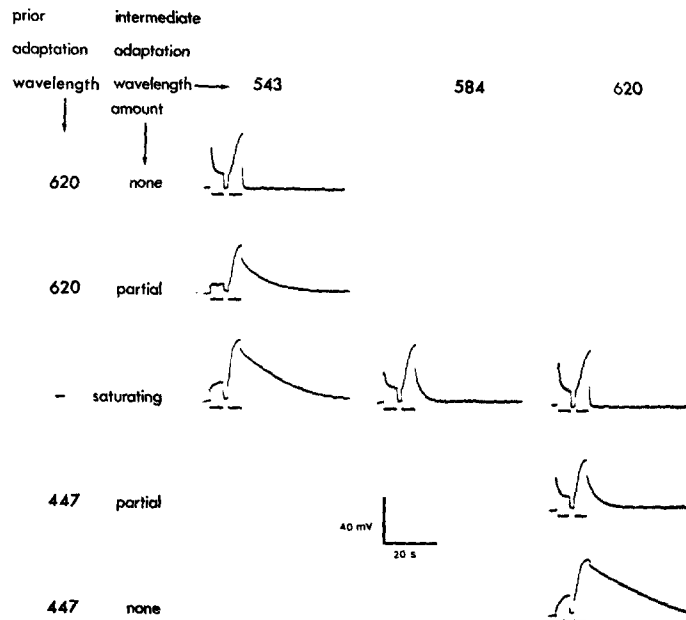 prior intermediate
adaptation adaptation
wavelength wavelength 543 584 620
amount
620 none
620 partial
– saturating
447 partial
40 mV
20 s
447 none